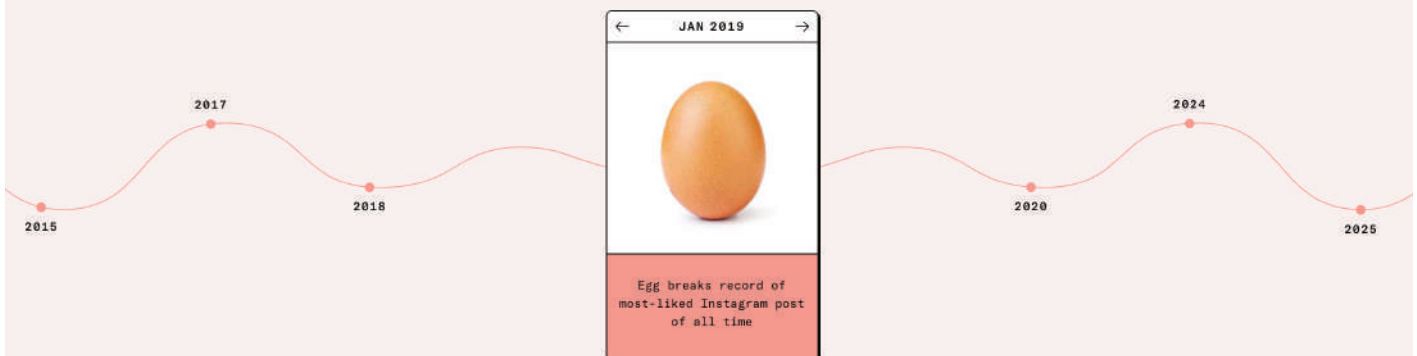 ← JAN 2019 →
2017
2024
2018
2020
2015
2025
Egg breaks record of
most-liked Instagram post
of all time